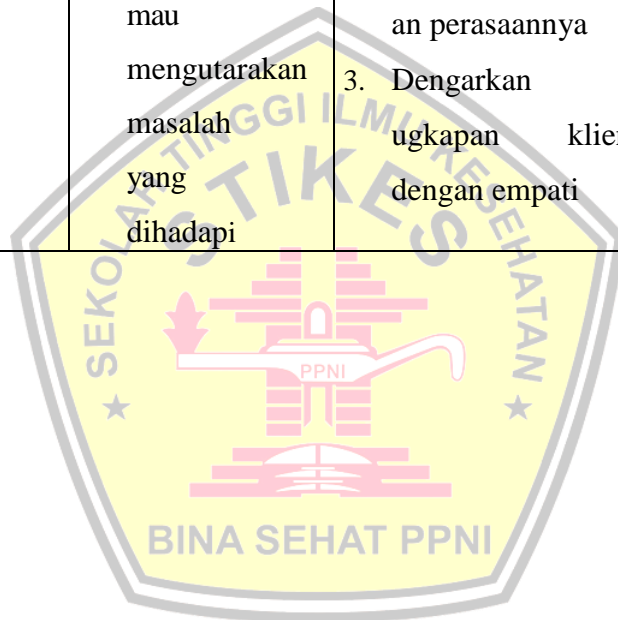 mau
mengutarakan
masalah
yang
dihadapi
an perasaannya
3. Dengarkan
ugkapan klien
dengan empati
SEKOLAH TINGGI ILMU KESEHATAN
STIKES
PPNI
BINA SEHAT PPNI